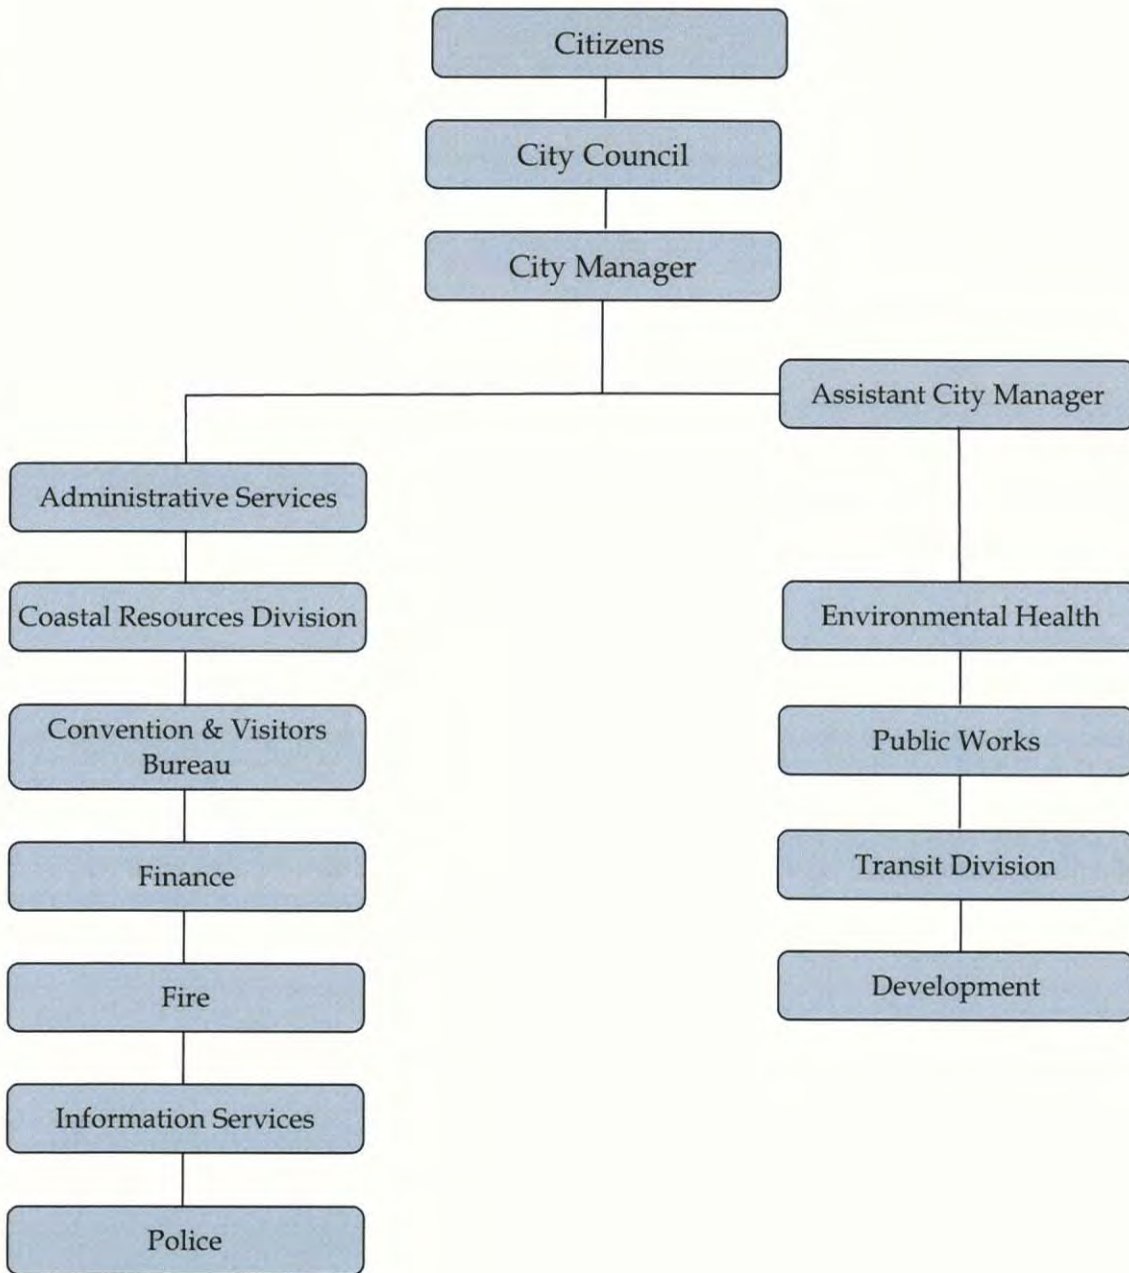 Citizens
City Council
City Manager
Assistant City Manager
Administrative Services
Coastal Resources Division
Convention & Visitors
Bureau
Finance
Fire
Information Services
Police
Environmental Health
Public Works
Transit Division
Development